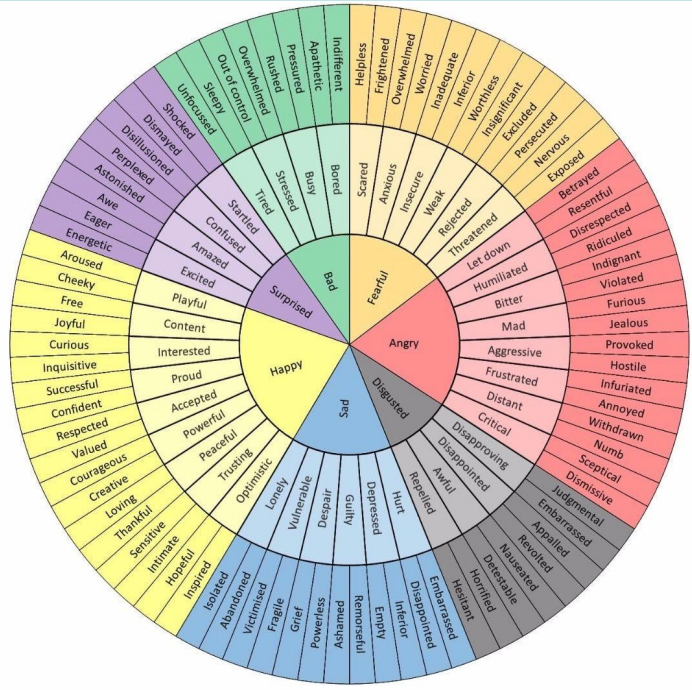 Bad
Fearful
Angry
Disgusted
Sad
Happy
Surprised
Tired
Stressed
Busy
Bored
Scared
Anxious
Insecure
Weak
Rejected
Threatened
Let down
Humiliated
Bitter
Mad
Aggressive
Frustrated
Distant
Critical
Disapproving
Disappointed
Awful
Repelled
Hurt
Depressed
Guilty
Despair
Vulnerable
Lonely
Optimistic
Trusting
Peaceful
Powerful
Accepted
Proud
Interested
Content
Playful
Excited
Amazed
Confused
Startled
Unfocussed
Sleepy
Out of control
Overwhelmed
Rushed
Pressured
Apathetic
Indifferent
Helpless
Frightened
Overwhelmed
Worried
Inadequate
Inferior
Worthless
Insignificant
Excluded
Persecuted
Nervous
Exposed
Betrayed
Resentful
Disrespected
Ridiculed
Indignant
Violated
Furious
Jealous
Provoked
Hostile
Infuriated
Annoyed
Withdrawn
Numb
Sceptical
Dismissive
Judgmental
Embarrassed
Appalled
Revolted
Nauseated
Detestable
Horrified
Hesitant
Embarrassed
Disappointed
Inferior
Empty
Remorseful
Ashamed
Powerless
Grief
Fragile
Victimised
Abandoned
Isolated
Inspired
Hopeful
Intimate
Sensitive
Thankful
Loving
Creative
Courageous
Valued
Respected
Confident
Successful
Inquisitive
Curious
Joyful
Free
Cheeky
Aroused
Energetic
Eager
Awe
Astonished
Perplexed
Disillusioned
Dismayed
Shocked